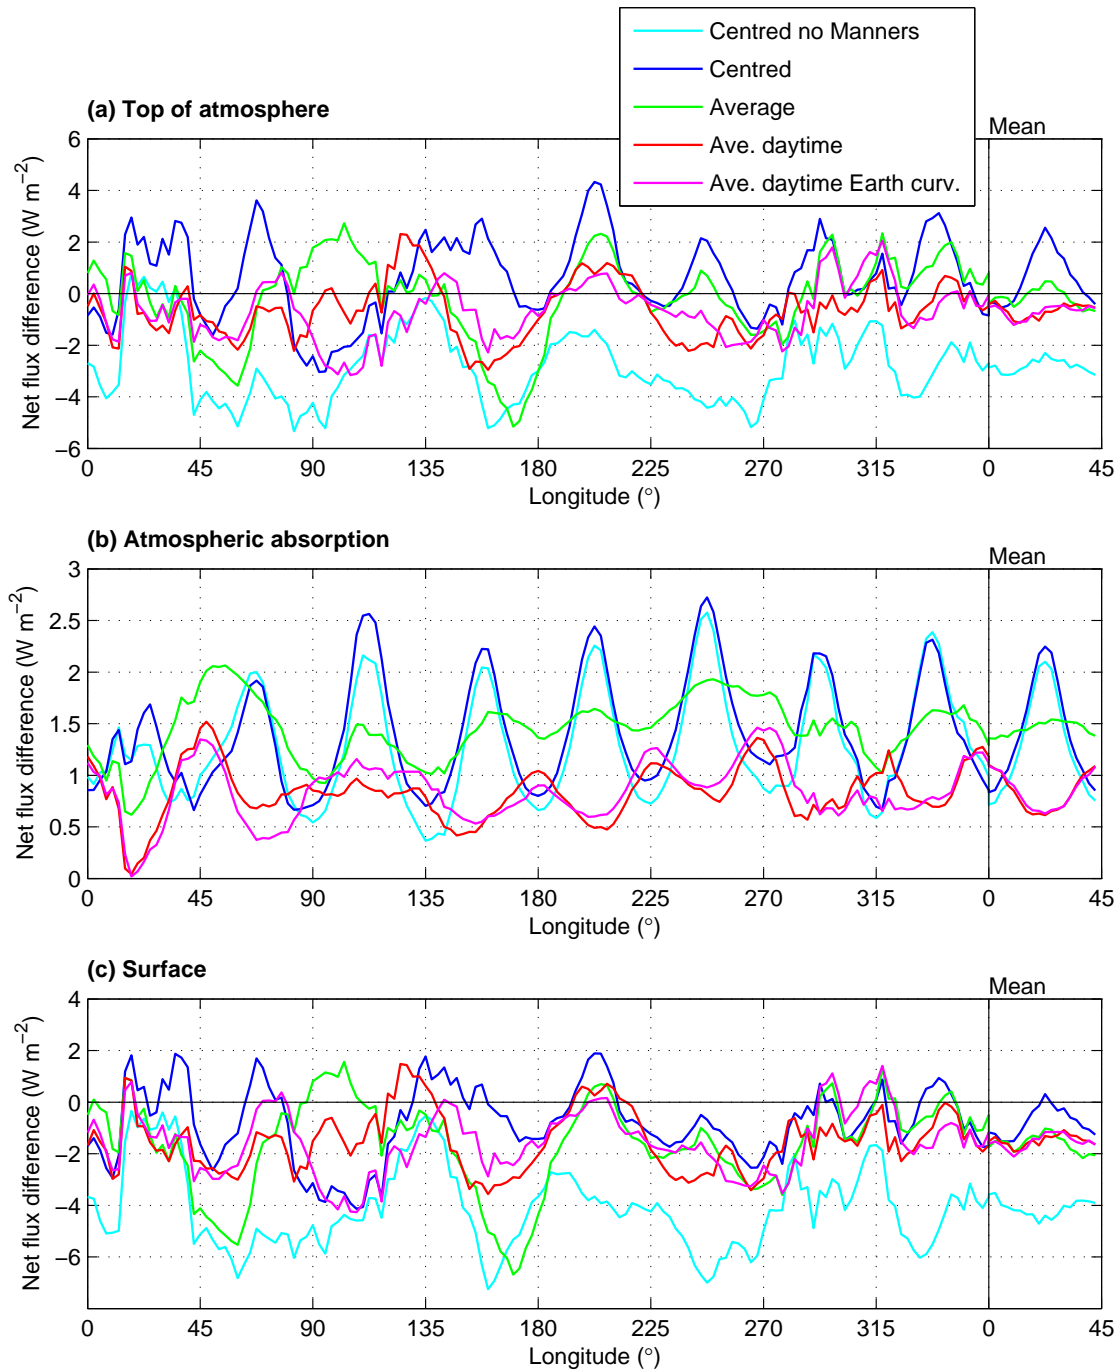 Centred no Manners
Centred
Average
Ave. daytime
Ave. daytime Earth curv.
(a) Top of atmosphere
Mean
Net flux difference (W m−2)
6
4
2
0
−2
−4
−6
0 45 90 135 180 225 270 315 0 45
Longitude (°)
(b) Atmospheric absorption
Mean
Net flux difference (W m−2)
3
2.5
2
1.5
1
0.5
0
0 45 90 135 180 225 270 315 0 45
Longitude (°)
(c) Surface
Mean
Net flux difference (W m−2)
4
2
0
−2
−4
−6
0 45 90 135 180 225 270 315 0 45
Longitude (°)